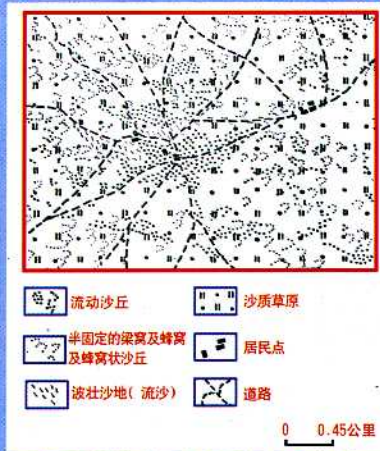 流动沙丘
沙质草原
半固定的梁窝及蜂窝
及蜂窝状沙丘
居民点
波壮沙地( 流沙)
道路
0 0.45公里